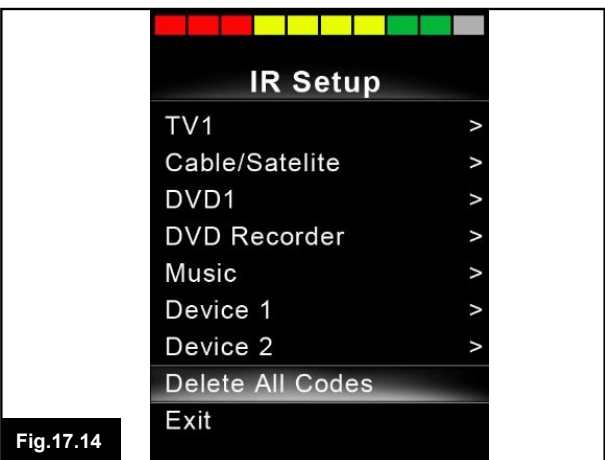 IR Setup
TV1 >
Cable/Satelite >
DVD1 >
DVD Recorder >
Music >
Device 1 >
Device 2 >
Delete All Codes
Exit
Fig.17.14